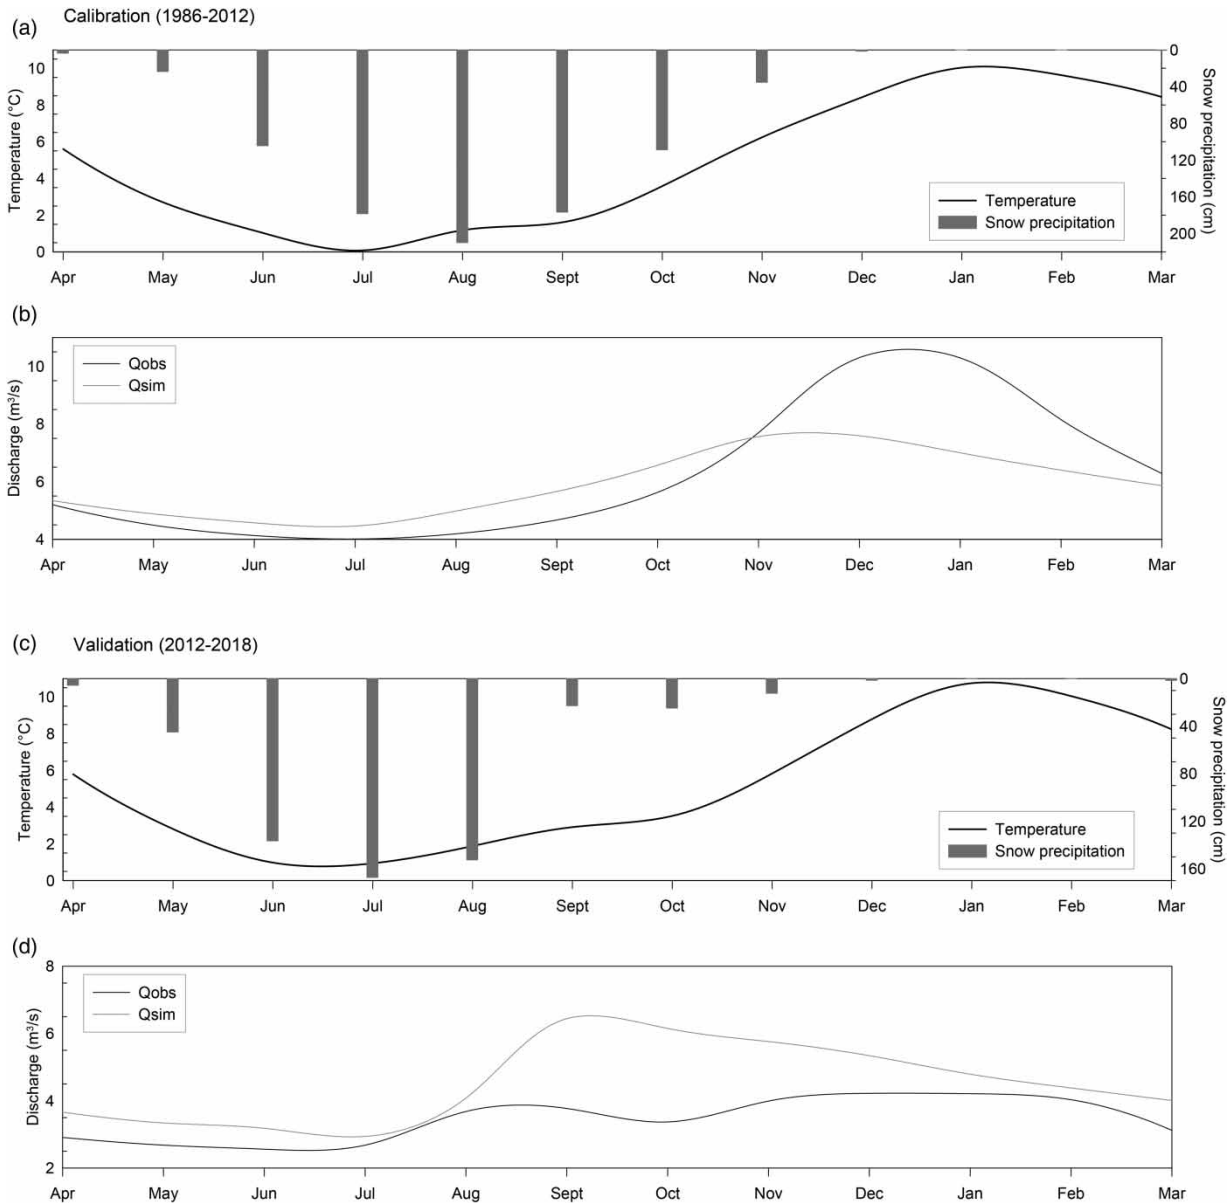 (a)
Calibration (1986-2012)
Temperature (°C)
10
8
6
4
2
0
0
40
80
120
160
200
Snow precipitation (cm)
Temperature
Snow precipitation
Apr May Jun Jul Aug Sept Oct Nov Dec Jan Feb Mar
(b)
Discharge (m³/s)
10
8
6
4
Qobs
Qsim
Apr May Jun Jul Aug Sept Oct Nov Dec Jan Feb Mar
(c)
Validation (2012-2018)
Temperature (°C)
10
8
6
4
2
0
0
40
80
120
160
Snow precipitation (cm)
Temperature
Snow precipitation
Apr May Jun Jul Aug Sept Oct Nov Dec Jan Feb Mar
(d)
Discharge (m³/s)
8
6
4
2
Qobs
Qsim
Apr May Jun Jul Aug Sept Oct Nov Dec Jan Feb Mar